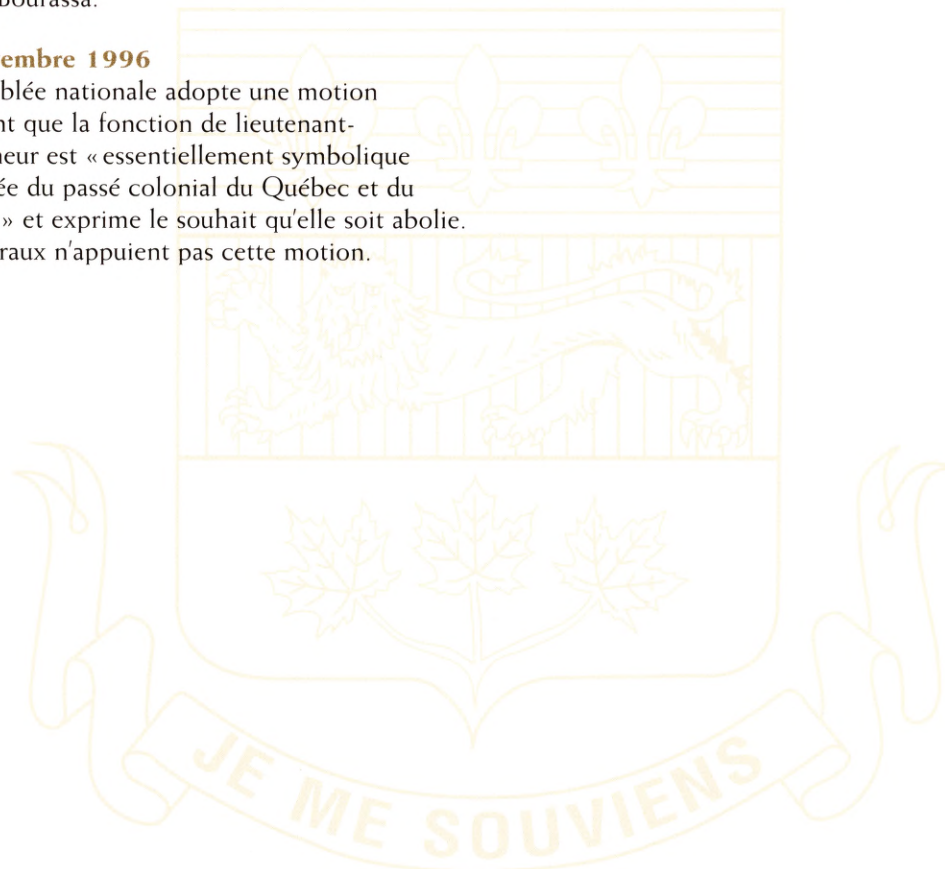 Bourassa.
embre 1996
blée nationale adopte une motion
nt que la fonction de lieutenant-
neur est « essentiellement symbolique
ée du passé colonial du Québec et du
» et exprime le souhait qu'elle soit abolie.
raux n'appuient pas cette motion.
JE ME SOUVIENS